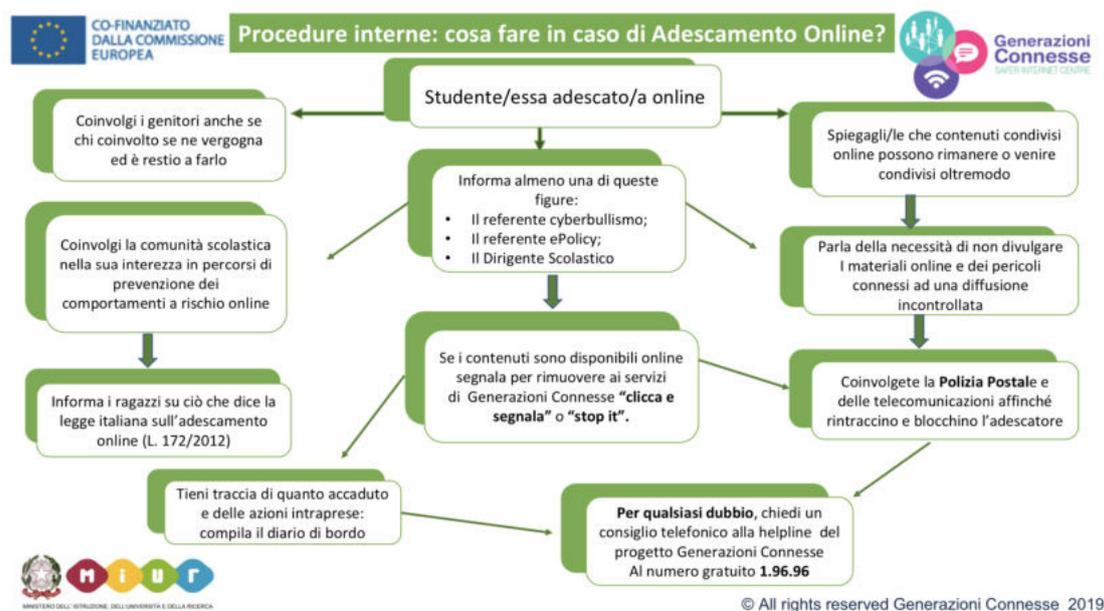 CO-FINANZIATO
DALLA COMMISSIONE
EUROPEA
Procedure interne: cosa fare in caso di Adescamento Online?
Generazioni
Connesse
SAFER INTERNET CENTRE
Studente/essa adescato/a online
Coinvolgi i genitori anche se
chi coinvolto se ne vergogna
ed è restio a farlo
Informa almeno una di queste
figure:
• Il referente cyberbullismo;
• Il referente ePolicy;
• Il Dirigente Scolastico
Spiegagli/le che contenuti condivisi
online possono rimanere o venire
condivisi oltremodo
Coinvolgi la comunità scolastica
nella sua interezza in percorsi di
prevenzione dei
comportamenti a rischio online
Parla della necessità di non divulgare
I materiali online e dei pericoli
connessi ad una diffusione
incontrollata
Se i contenuti sono disponibili online
segnala per rimuovere ai servizi
di Generazioni Connesse “clicca e
segnala” o “stop it”.
Informa i ragazzi su ciò che dice la
legge italiana sull’adescamento
online (L. 172/2012)
Coinvolgete la Polizia Postale e
delle telecomunicazioni affinché
rintraccino e blocchino l’adescatore
Tieni traccia di quanto accaduto
e delle azioni intraprese:
compila il diario di bordo
Per qualsiasi dubbio, chiedi un
consiglio telefonico alla helpline del
progetto Generazioni Connesse
Al numero gratuito 1.96.96
MIUR
MINISTERO DELL’ISTRUZIONE, DELL’UNIVERSITÀ E DELLA RICERCA
© All rights reserved Generazioni Connesse 2019